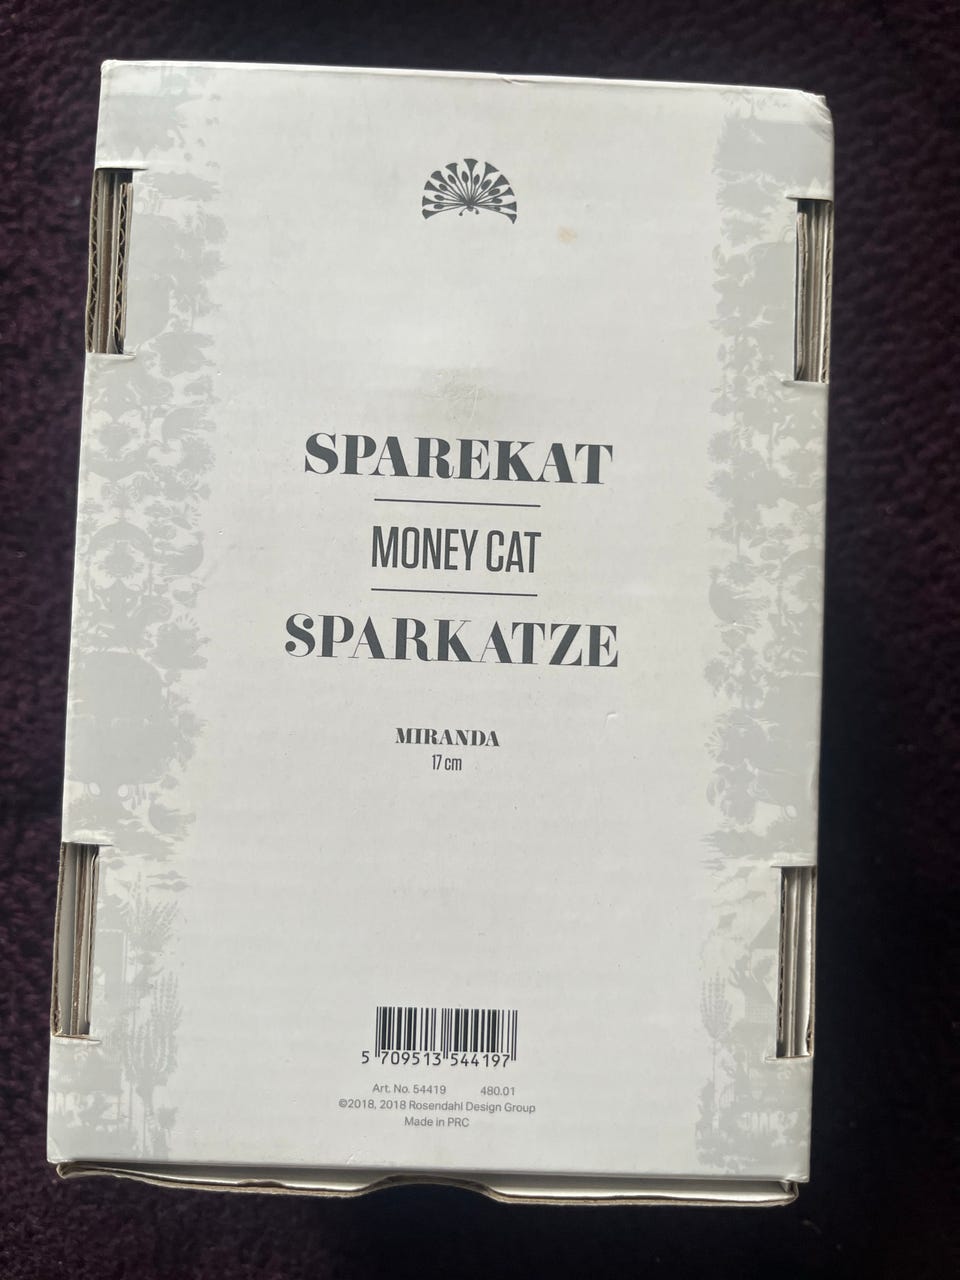 SPAREKAT
MONEY CAT
SPARKATZE
MIRANDA
17 cm
5 709513 544197
Art. No. 54419 480.01
©2018, 2018 Rosendahl Design Group
Made in PRC